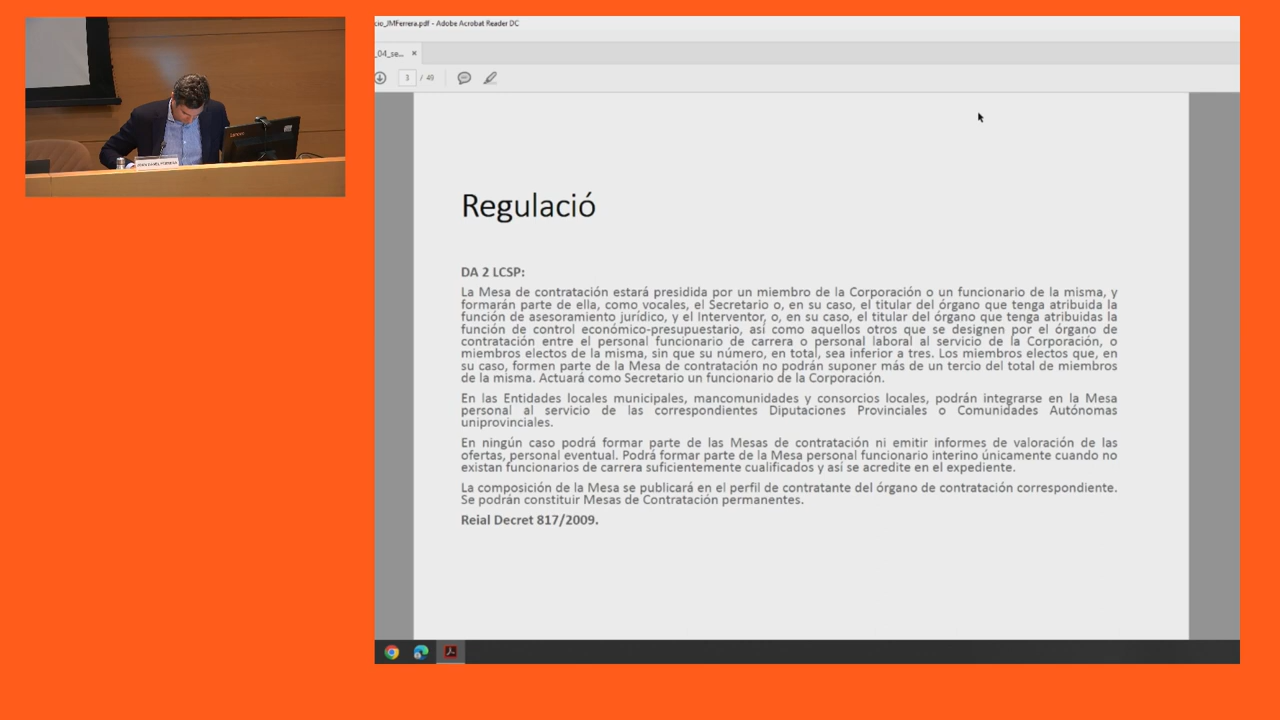 cio_JMFerrera.pdf - Adobe Acrobat Reader DC
_04_se...
3 / 49
Regulació
DA 2 LCSP:
La Mesa de contratación estará presidida por un miembro de la Corporación o un funcionario de la misma, y
formarán parte de ella, como vocales, el Secretario o, en su caso, el titular del órgano que tenga atribuida la
función de asesoramiento jurídico, y el Interventor, o, en su caso, el titular del órgano que tenga atribuidas la
función de control económico-presupuestario, así como aquellos otros que se designen por el órgano de
contratación entre el personal funcionario de carrera o personal laboral al servicio de la Corporación, o
miembros electos de la misma, sin que su número, en total, sea inferior a tres. Los miembros electos que, en
su caso, formen parte de la Mesa de contratación no podrán suponer más de un tercio del total de miembros
de la misma. Actuará como Secretario un funcionario de la Corporación.
En las Entidades locales municipales, mancomunidades y consorcios locales, podrán integrarse en la Mesa
personal al servicio de las correspondientes Diputaciones Provinciales o Comunidades Autónomas
uniprovinciales.
En ningún caso podrá formar parte de las Mesas de contratación ni emitir informes de valoración de las
ofertas, personal eventual. Podrá formar parte de la Mesa personal funcionario interino únicamente cuando no
existan funcionarios de carrera suficientemente cualificados y así se acredite en el expediente.
La composición de la Mesa se publicará en el perfil de contratante del órgano de contratación correspondiente.
Se podrán constituir Mesas de Contratación permanentes.
Reial Decret 817/2009.